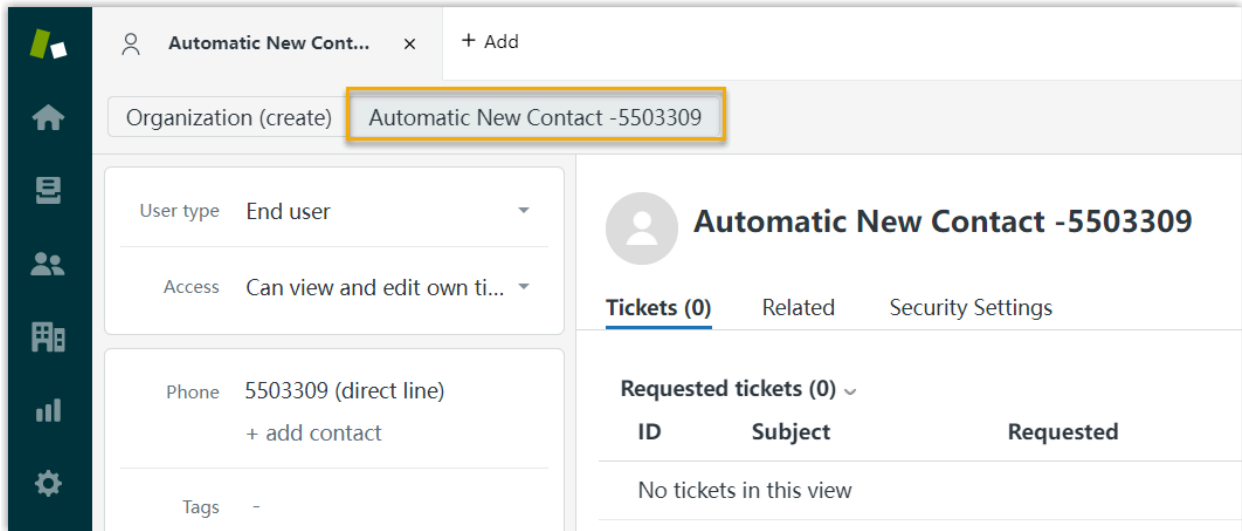 Automatic New Cont... × + Add
Organization (create) Automatic New Contact -5503309
User type End user
Access Can view and edit own ti...
Phone 5503309 (direct line)
+ add contact
Tags -
Automatic New Contact -5503309
Tickets (0) Related Security Settings
Requested tickets (0)
ID Subject Requested
No tickets in this view